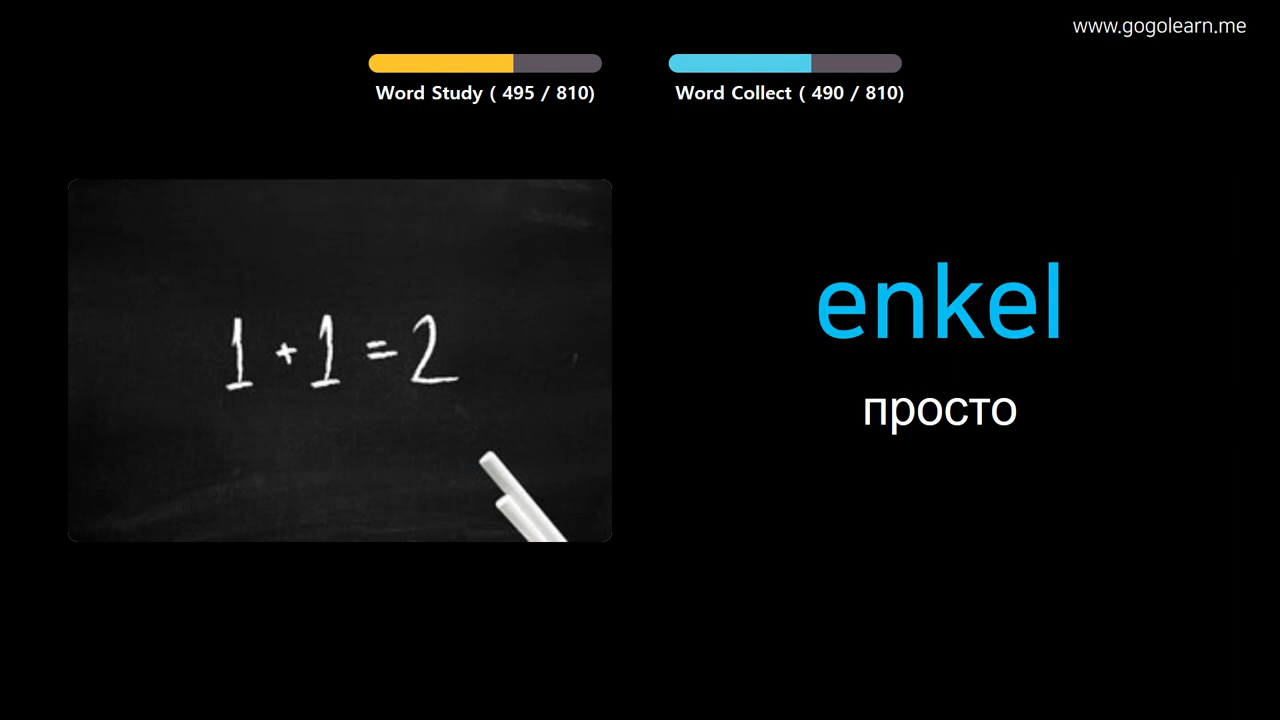 www.gogolearn.me
Word Study ( 495 / 810)
Word Collect ( 490 / 810)
1 + 1 = 2
enkel
просто